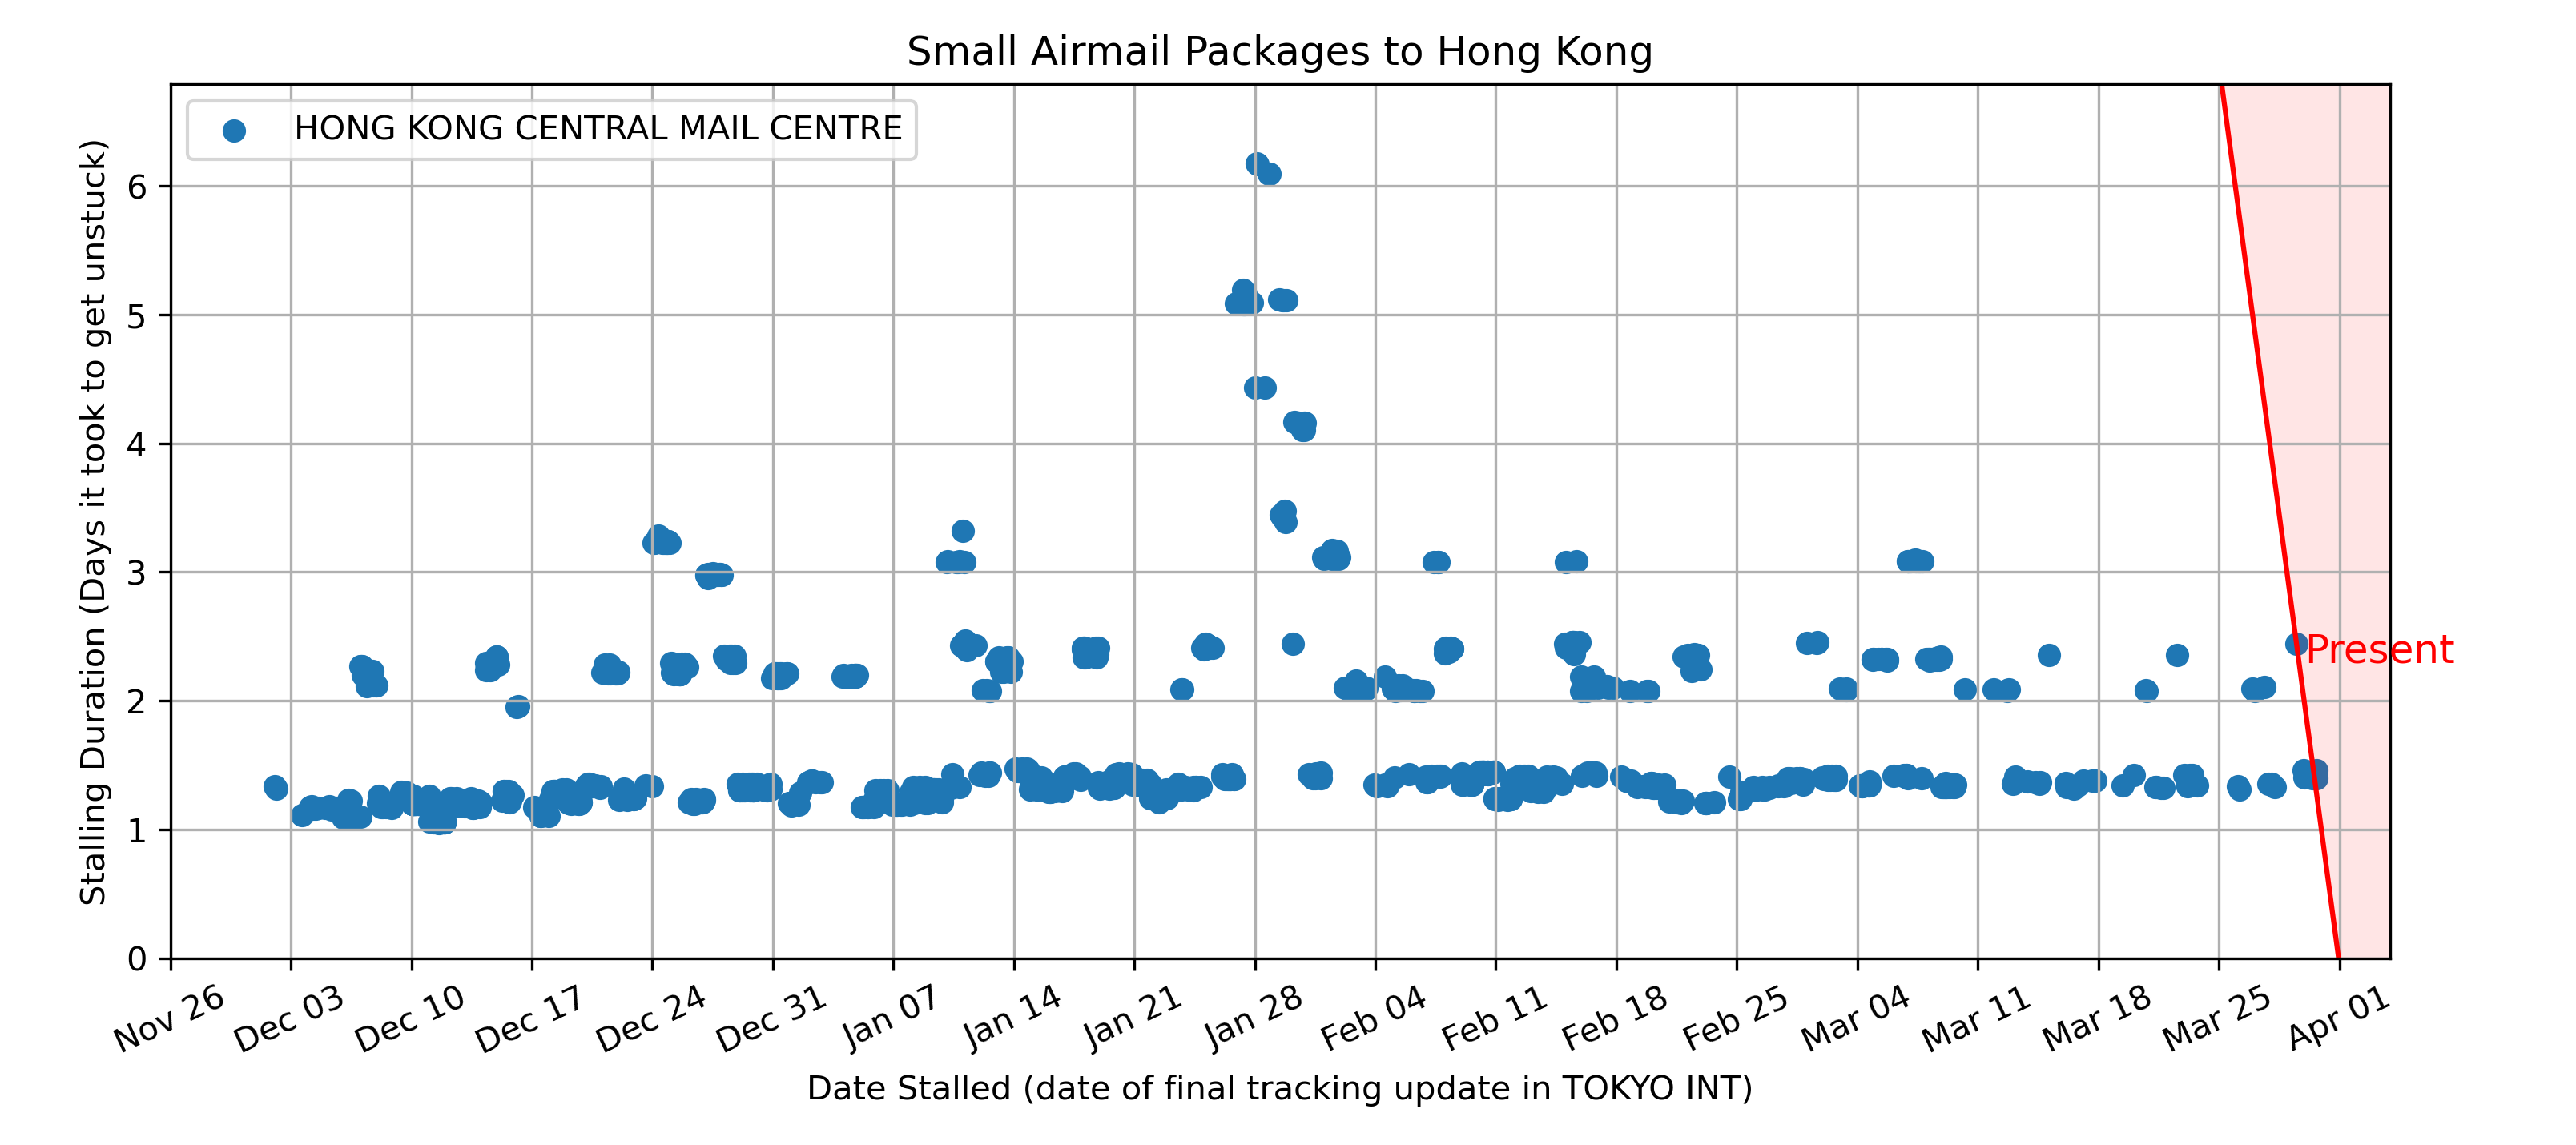 Small Airmail Packages to Hong Kong
HONG KONG CENTRAL MAIL CENTRE
Stalling Duration (Days it took to get unstuck)
6
5
4
3
2
1
0
Present
Nov 26
Dec 03
Dec 10
Dec 17
Dec 24
Dec 31
Jan 07
Jan 14
Jan 21
Jan 28
Feb 04
Feb 11
Feb 18
Feb 25
Mar 04
Mar 11
Mar 18
Mar 25
Apr 01
Date Stalled (date of final tracking update in TOKYO INT)